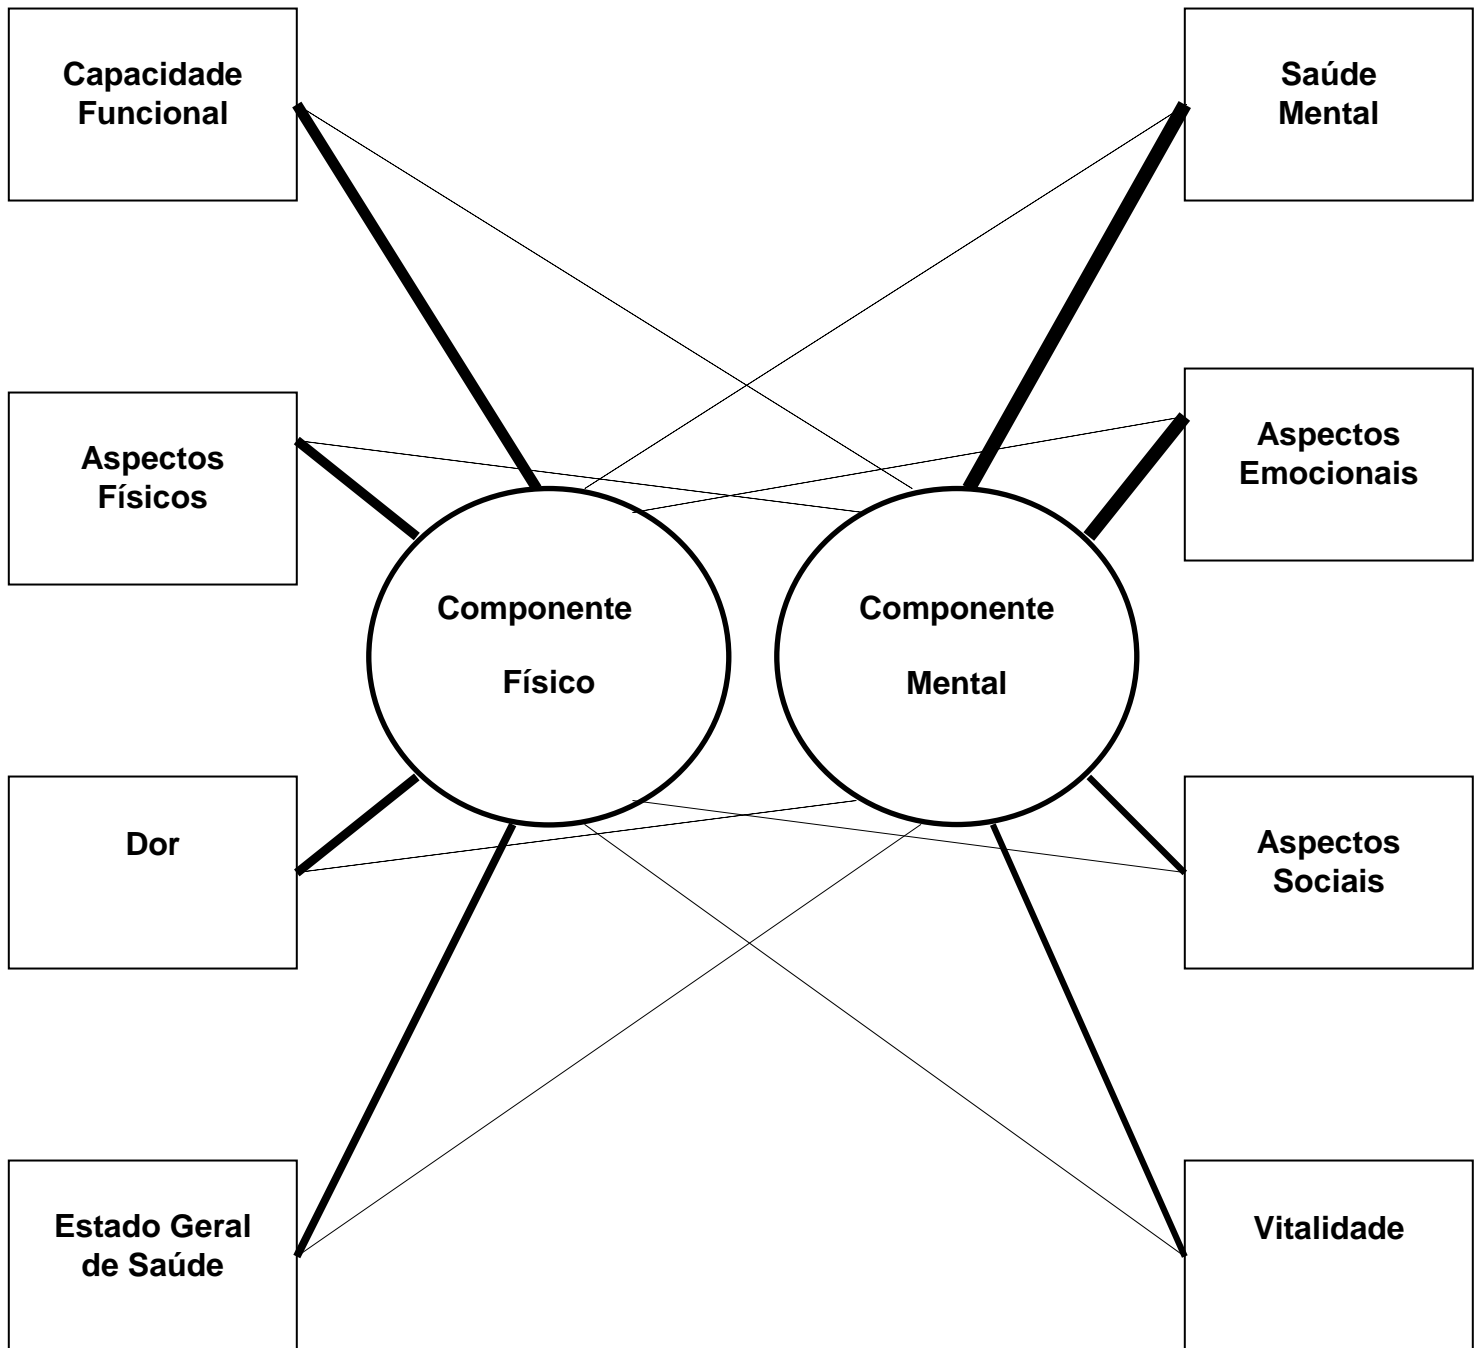 Capacidade
Funcional
Saúde
Mental
Aspectos
Físicos
Aspectos
Emocionais
Componente
Físico
Componente
Mental
Dor
Aspectos
Sociais
Estado Geral
de Saúde
Vitalidade